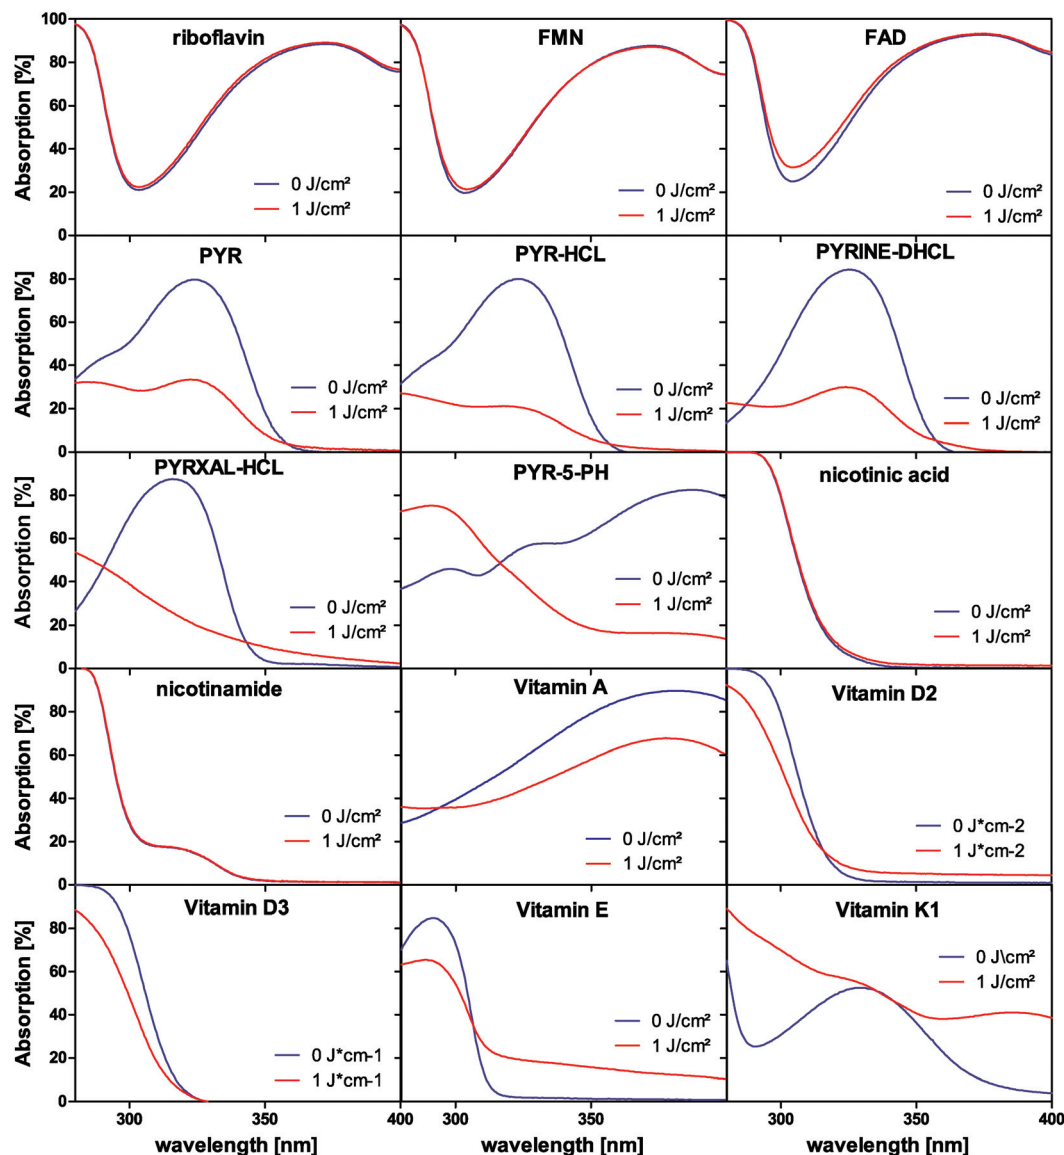 riboflavin
FMN
FAD
Absorption [%]
100
80
60
40
20
0
0 J/cm²
1 J/cm²
0 J/cm²
1 J/cm²
0 J/cm²
1 J/cm²
PYR
PYR-HCL
PYRINE-DHCL
Absorption [%]
80
60
40
20
0
0 J/cm²
1 J/cm²
0 J/cm²
1 J/cm²
0 J/cm²
1 J/cm²
PYRXAL-HCL
PYR-5-PH
nicotinic acid
Absorption [%]
80
60
40
20
0
0 J/cm²
1 J/cm²
0 J/cm²
1 J/cm²
0 J/cm²
1 J/cm²
nicotinamide
Vitamin A
Vitamin D2
Absorption [%]
80
60
40
20
0
0 J/cm²
1 J/cm²
0 J/cm²
1 J/cm²
0 J*cm-2
1 J*cm-2
Vitamin D3
Vitamin E
Vitamin K1
Absorption [%]
80
60
40
20
0
0 J*cm-1
1 J*cm-1
0 J/cm²
1 J/cm²
0 J\cm²
1 J/cm²
300 350 400 300 350 300 350 400
wavelength [nm] wavelength [nm] wavelength [nm]